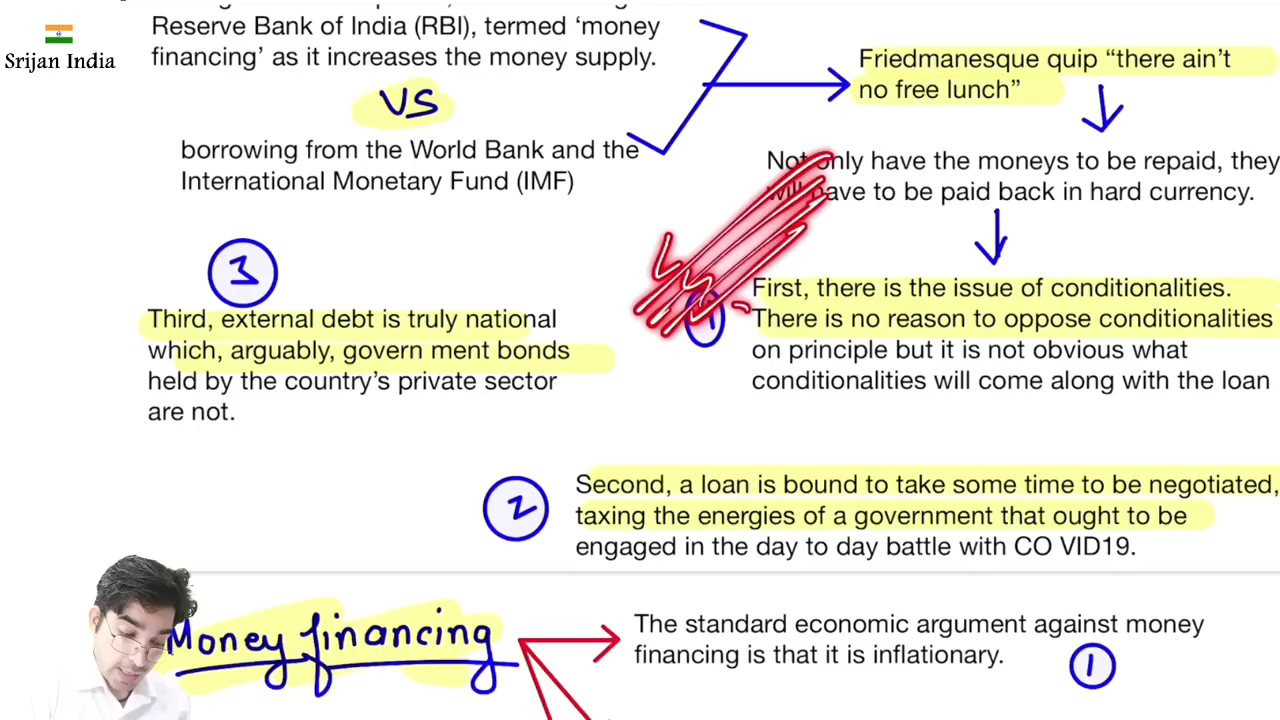 Reserve Bank of India (RBI), termed ‘money
financing’ as it increases the money supply.
Srijan India
VS
borrowing from the World Bank and the
International Monetary Fund (IMF)
Friedmanesque quip “there ain’t
no free lunch”
Not only have the moneys to be repaid, they
will have to be paid back in hard currency.
3
Third, external debt is truly national
which, arguably, govern ment bonds
held by the country’s private sector
are not.
1
First, there is the issue of conditionalities.
There is no reason to oppose conditionalities
on principle but it is not obvious what
conditionalities will come along with the loan
2
Second, a loan is bound to take some time to be negotiated,
taxing the energies of a government that ought to be
engaged in the day to day battle with CO VID19.
Money financing
The standard economic argument against money
financing is that it is inflationary.
1